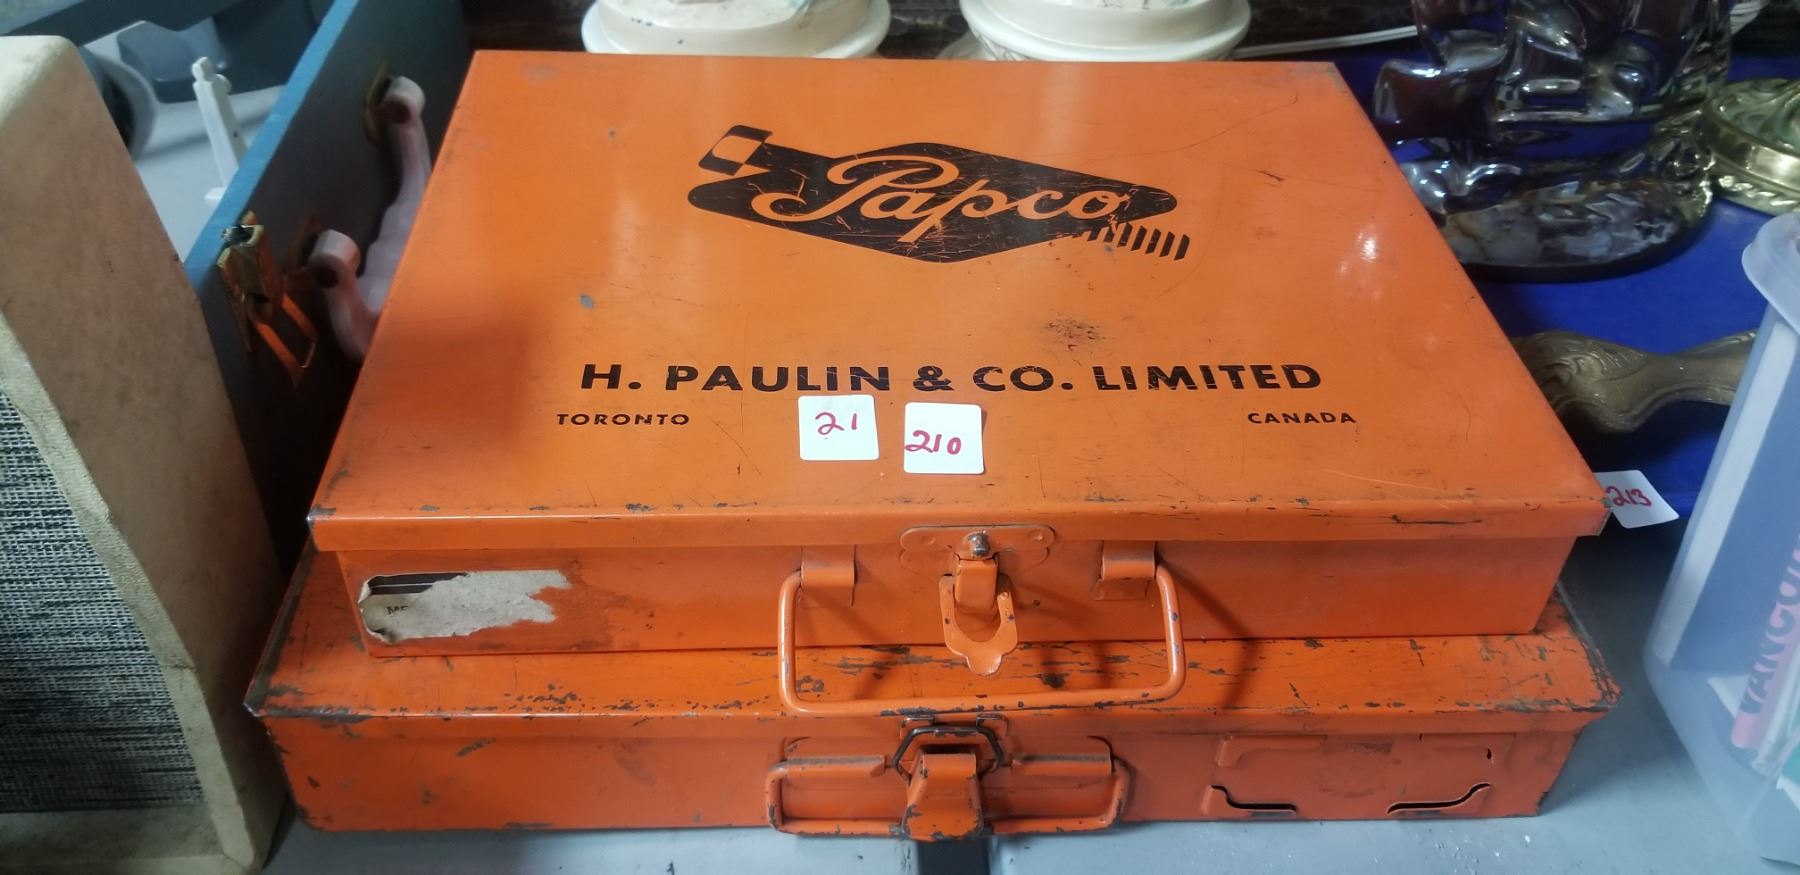 Papco
H. PAULIN & CO. LIMITED
TORONTO CANADA
21 210
213